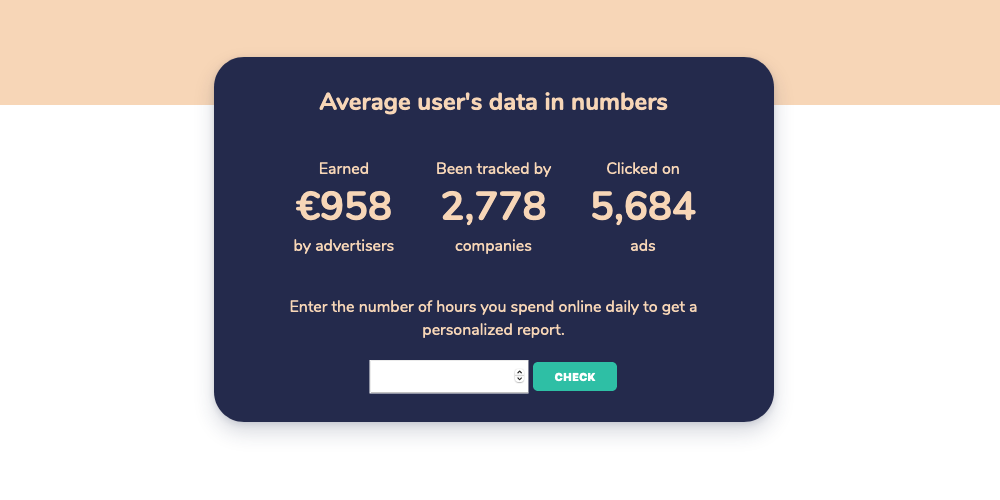 Average user's data in numbers
Earned
€958
by advertisers
Been tracked by
2,778
companies
Clicked on
5,684
ads
Enter the number of hours you spend online daily to get a
personalized report.
CHECK